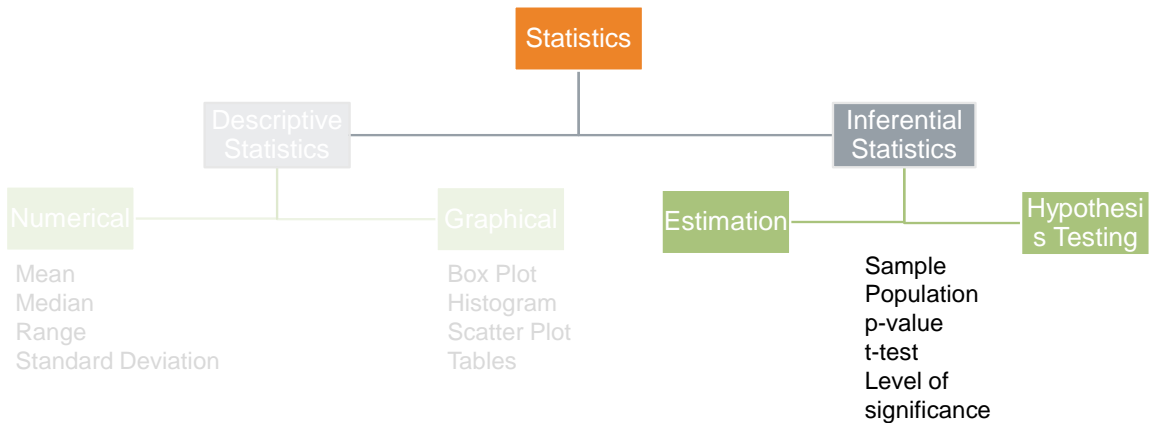 Statistics
Descriptive
Statistics
Inferential
Statistics
Numerical
Graphical
Estimation
Hypothesi
s Testing
Mean
Median
Range
Standard Deviation
Box Plot
Histogram
Scatter Plot
Tables
Sample
Population
p-value
t-test
Level of
significance